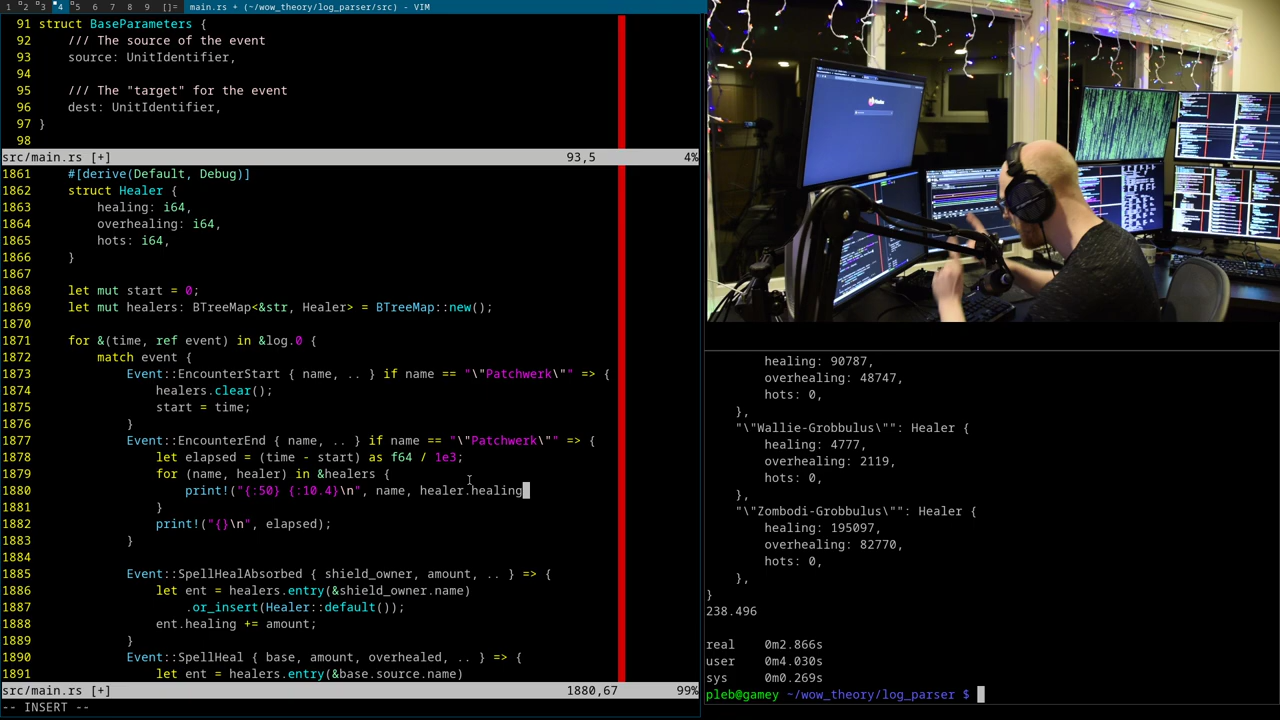 1 2 3 4 5 6 7 8 9 []= main.rs + (~/wow_theory/log_parser/src) - VIM
91 struct BaseParameters {
92     /// The source of the event
93     source: UnitIdentifier,
94
95     /// The "target" for the event
96     dest: UnitIdentifier,
97 }
98
src/main.rs [+] 93,5 4%
1861     #[derive(Default, Debug)]
1862     struct Healer {
1863         healing: i64,
1864         overhealing: i64,
1865         hots: i64,
1866     }
1867
1868     let mut start = 0;
1869     let mut healers: BTreeMap<&str, Healer> = BTreeMap::new();
1870
1871     for &(time, ref event) in &log.0 {
1872         match event {
1873             Event::EncounterStart { name, .. } if name == "\"Patchwerk\"" => {
1874                 healers.clear();
1875                 start = time;
1876             }
1877             Event::EncounterEnd { name, .. } if name == "\"Patchwerk\"" => {
1878                 let elapsed = (time - start) as f64 / 1e3;
1879                 for (name, healer) in &healers {
1880                     print!("{:50} {:10.4}\n", name, healer.healing
1881                 }
1882                 print!("{}\n", elapsed);
1883             }
1884
1885             Event::SpellHealAbsorbed { shield_owner, amount, .. } => {
1886                 let ent = healers.entry(&shield_owner.name)
1887                     .or_insert(Healer::default());
1888                 ent.healing += amount;
1889             }
1890             Event::SpellHeal { base, amount, overhealed, .. } => {
1891                 let ent = healers.entry(&base.source.name)
src/main.rs [+] 1880,67 99%
-- INSERT --
        healing: 90787,
        overhealing: 48747,
        hots: 0,
    },
    "\"Wallie-Grobbulus\"": Healer {
        healing: 4777,
        overhealing: 2119,
        hots: 0,
    },
    "\"Zombodi-Grobbulus\"": Healer {
        healing: 195097,
        overhealing: 82770,
        hots: 0,
    },
}
238.496
real    0m2.866s
user    0m4.030s
sys     0m0.269s
pleb@gamey ~/wow_theory/log_parser $